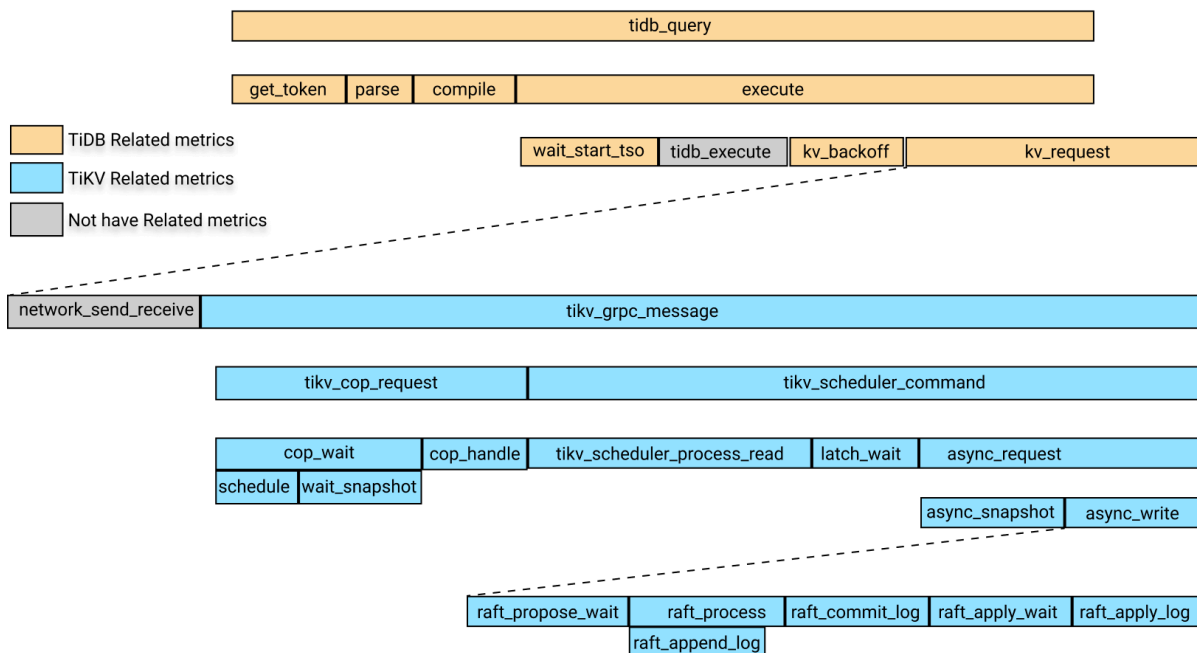 tidb_query
get_token parse compile execute
TiDB Related metrics
wait_start_tso tidb_execute kv_backoff kv_request
TiKV Related metrics
Not have Related metrics
network_send_receive tikv_grpc_message
tikv_cop_request tikv_scheduler_command
cop_wait cop_handle tikv_scheduler_process_read latch_wait async_request
schedule wait_snapshot
async_snapshot async_write
raft_propose_wait raft_process raft_commit_log raft_apply_wait raft_apply_log
raft_append_log